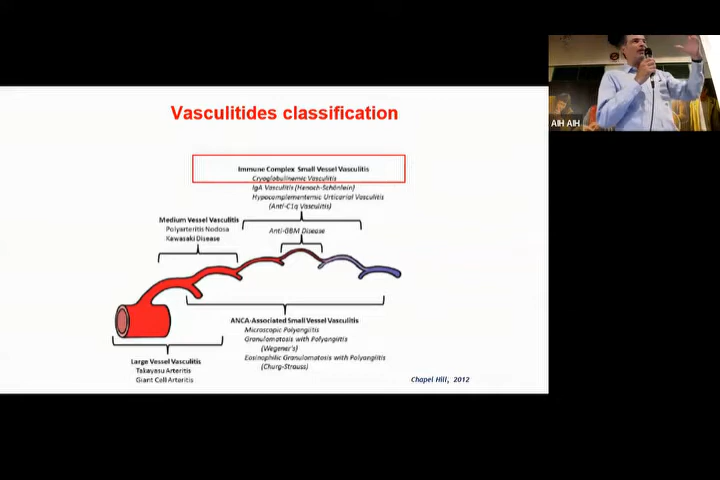 Vasculitides classification
Immune Complex Small Vessel Vasculitis
Cryoglobulinemic Vasculitis
IgA Vasculitis (Henoch-Schönlein)
Hypocomplementemic Urticarial Vasculitis
(Anti-C1q Vasculitis)
Medium Vessel Vasculitis
Polyarteritis Nodosa
Kawasaki Disease
Anti-GBM Disease
ANCA-Associated Small Vessel Vasculitis
Microscopic Polyangiitis
Granulomatosis with Polyangiitis
(Wegener's)
Eosinophilic Granulomatosis with Polyangiitis
(Churg-Strauss)
Large Vessel Vasculitis
Takayasu Arteritis
Giant Cell Arteritis
Chapel Hill, 2012
AIH AIH